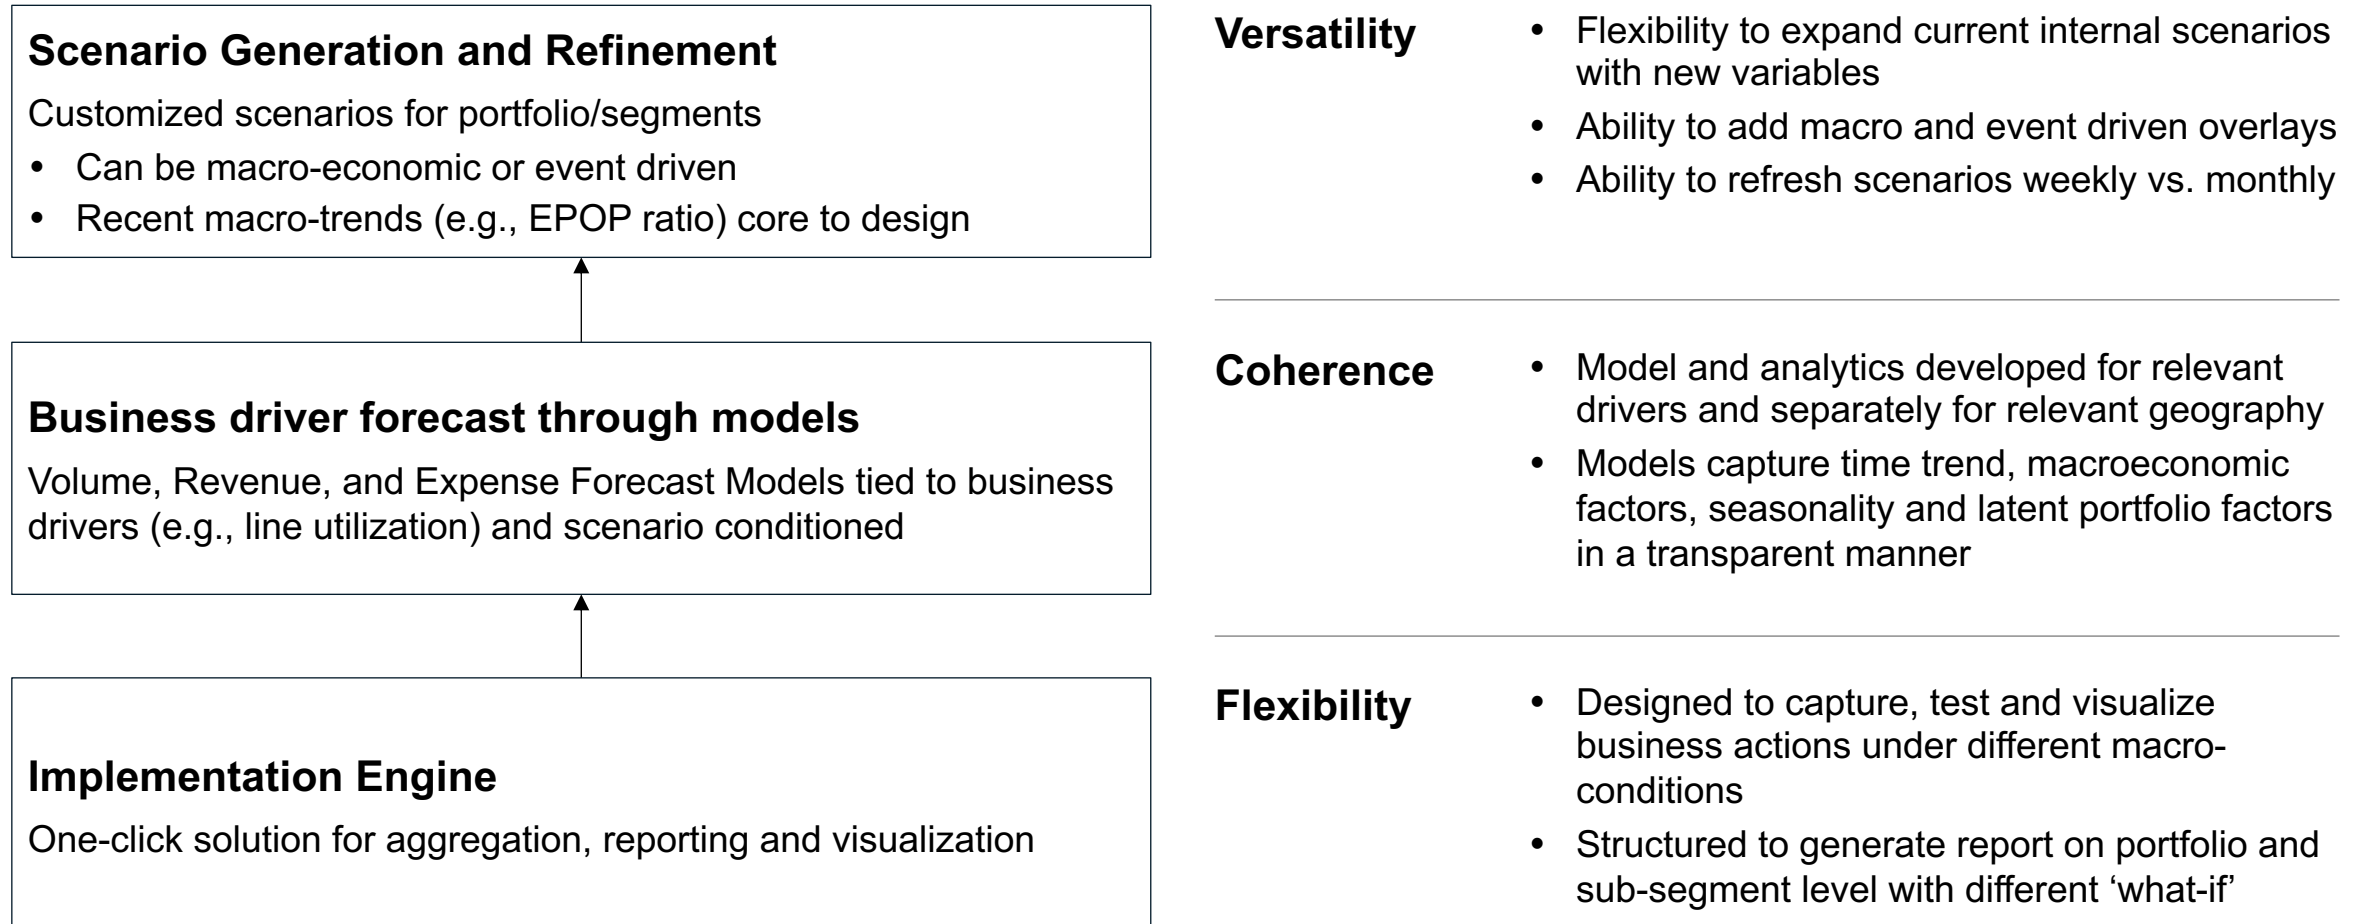 Scenario Generation and Refinement
Customized scenarios for portfolio/segments
• Can be macro-economic or event driven
• Recent macro-trends (e.g., EPOP ratio) core to design
Versatility
• Flexibility to expand current internal scenarios
with new variables
• Ability to add macro and event driven overlays
• Ability to refresh scenarios weekly vs. monthly
Business driver forecast through models
Volume, Revenue, and Expense Forecast Models tied to business
drivers (e.g., line utilization) and scenario conditioned
Coherence
• Model and analytics developed for relevant
drivers and separately for relevant geography
• Models capture time trend, macroeconomic
factors, seasonality and latent portfolio factors
in a transparent manner
Implementation Engine
One-click solution for aggregation, reporting and visualization
Flexibility
• Designed to capture, test and visualize
business actions under different macro-
conditions
• Structured to generate report on portfolio and
sub-segment level with different ‘what-if’